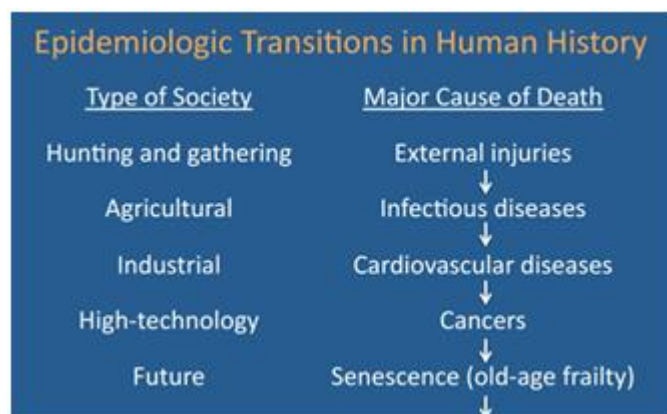 Epidemiologic Transitions in Human History
Type of Society Major Cause of Death
Hunting and gathering External injuries
Agricultural Infectious diseases
Industrial Cardiovascular diseases
High-technology Cancers
Future Senescence (old-age frailty)